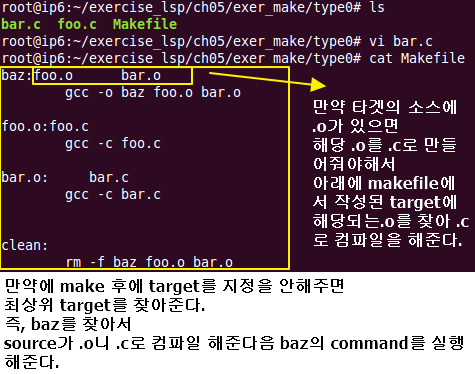 root@ip6:~/exercise_lsp/ch05/exer_make/type0# ls
bar.c foo.c Makefile
root@ip6:~/exercise_lsp/ch05/exer_make/type0# vi bar.c
root@ip6:~/exercise_lsp/ch05/exer_make/type0# cat Makefile
baz:foo.o bar.o
gcc -o baz foo.o bar.o
foo.o:foo.c
gcc -c foo.c
bar.o: bar.c
gcc -c bar.c
clean:
rm -f baz foo.o bar.o
만약 타겟의 소스에
.o가 있으면
해당 .o를 .c로 만들
어줘야해서
아래에 makefile에
서 작성된 target에
해당되는.o를 찾아 .c
로 컴파일을 해준다.
만약에 make 후에 target를 지정을 안해주면
최상위 target를 찾아준다.
즉, baz를 찾아서
source가 .o니 .c로 컴파일 해준다음 baz의 command를 실행
해준다.